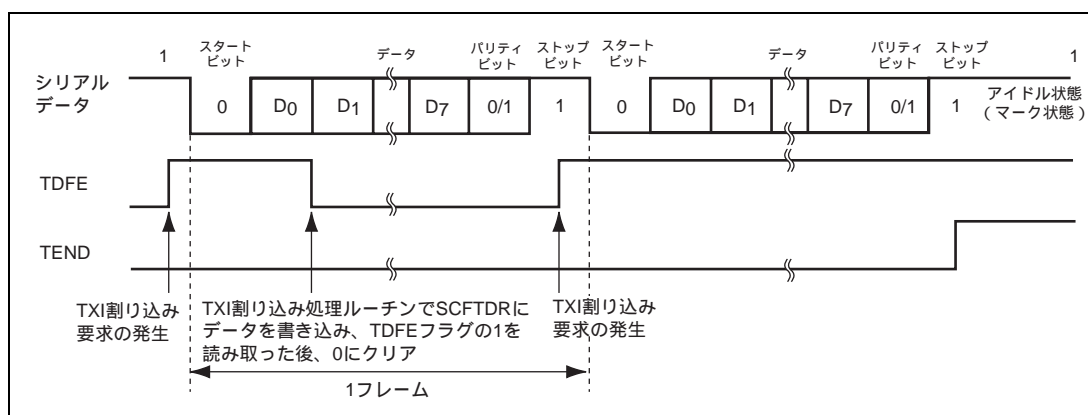 1 スタート ビット データ パリティ ビット ストップ ビット スタート ビット データ パリティ ビット ストップ ビット 1
シリアル データ 0 D0 D1 D7 0/1 1 0 D0 D1 D7 0/1 1 アイドル状態 (マーク状態)
TDFE
TEND
TXI割り込み
要求の発生
TXI割り込み処理ルーチンでSCFTDRに
データを書き込み、TDFEフラグの1を
読み取った後、0にクリア
TXI割り込み
要求の発生
1フレーム